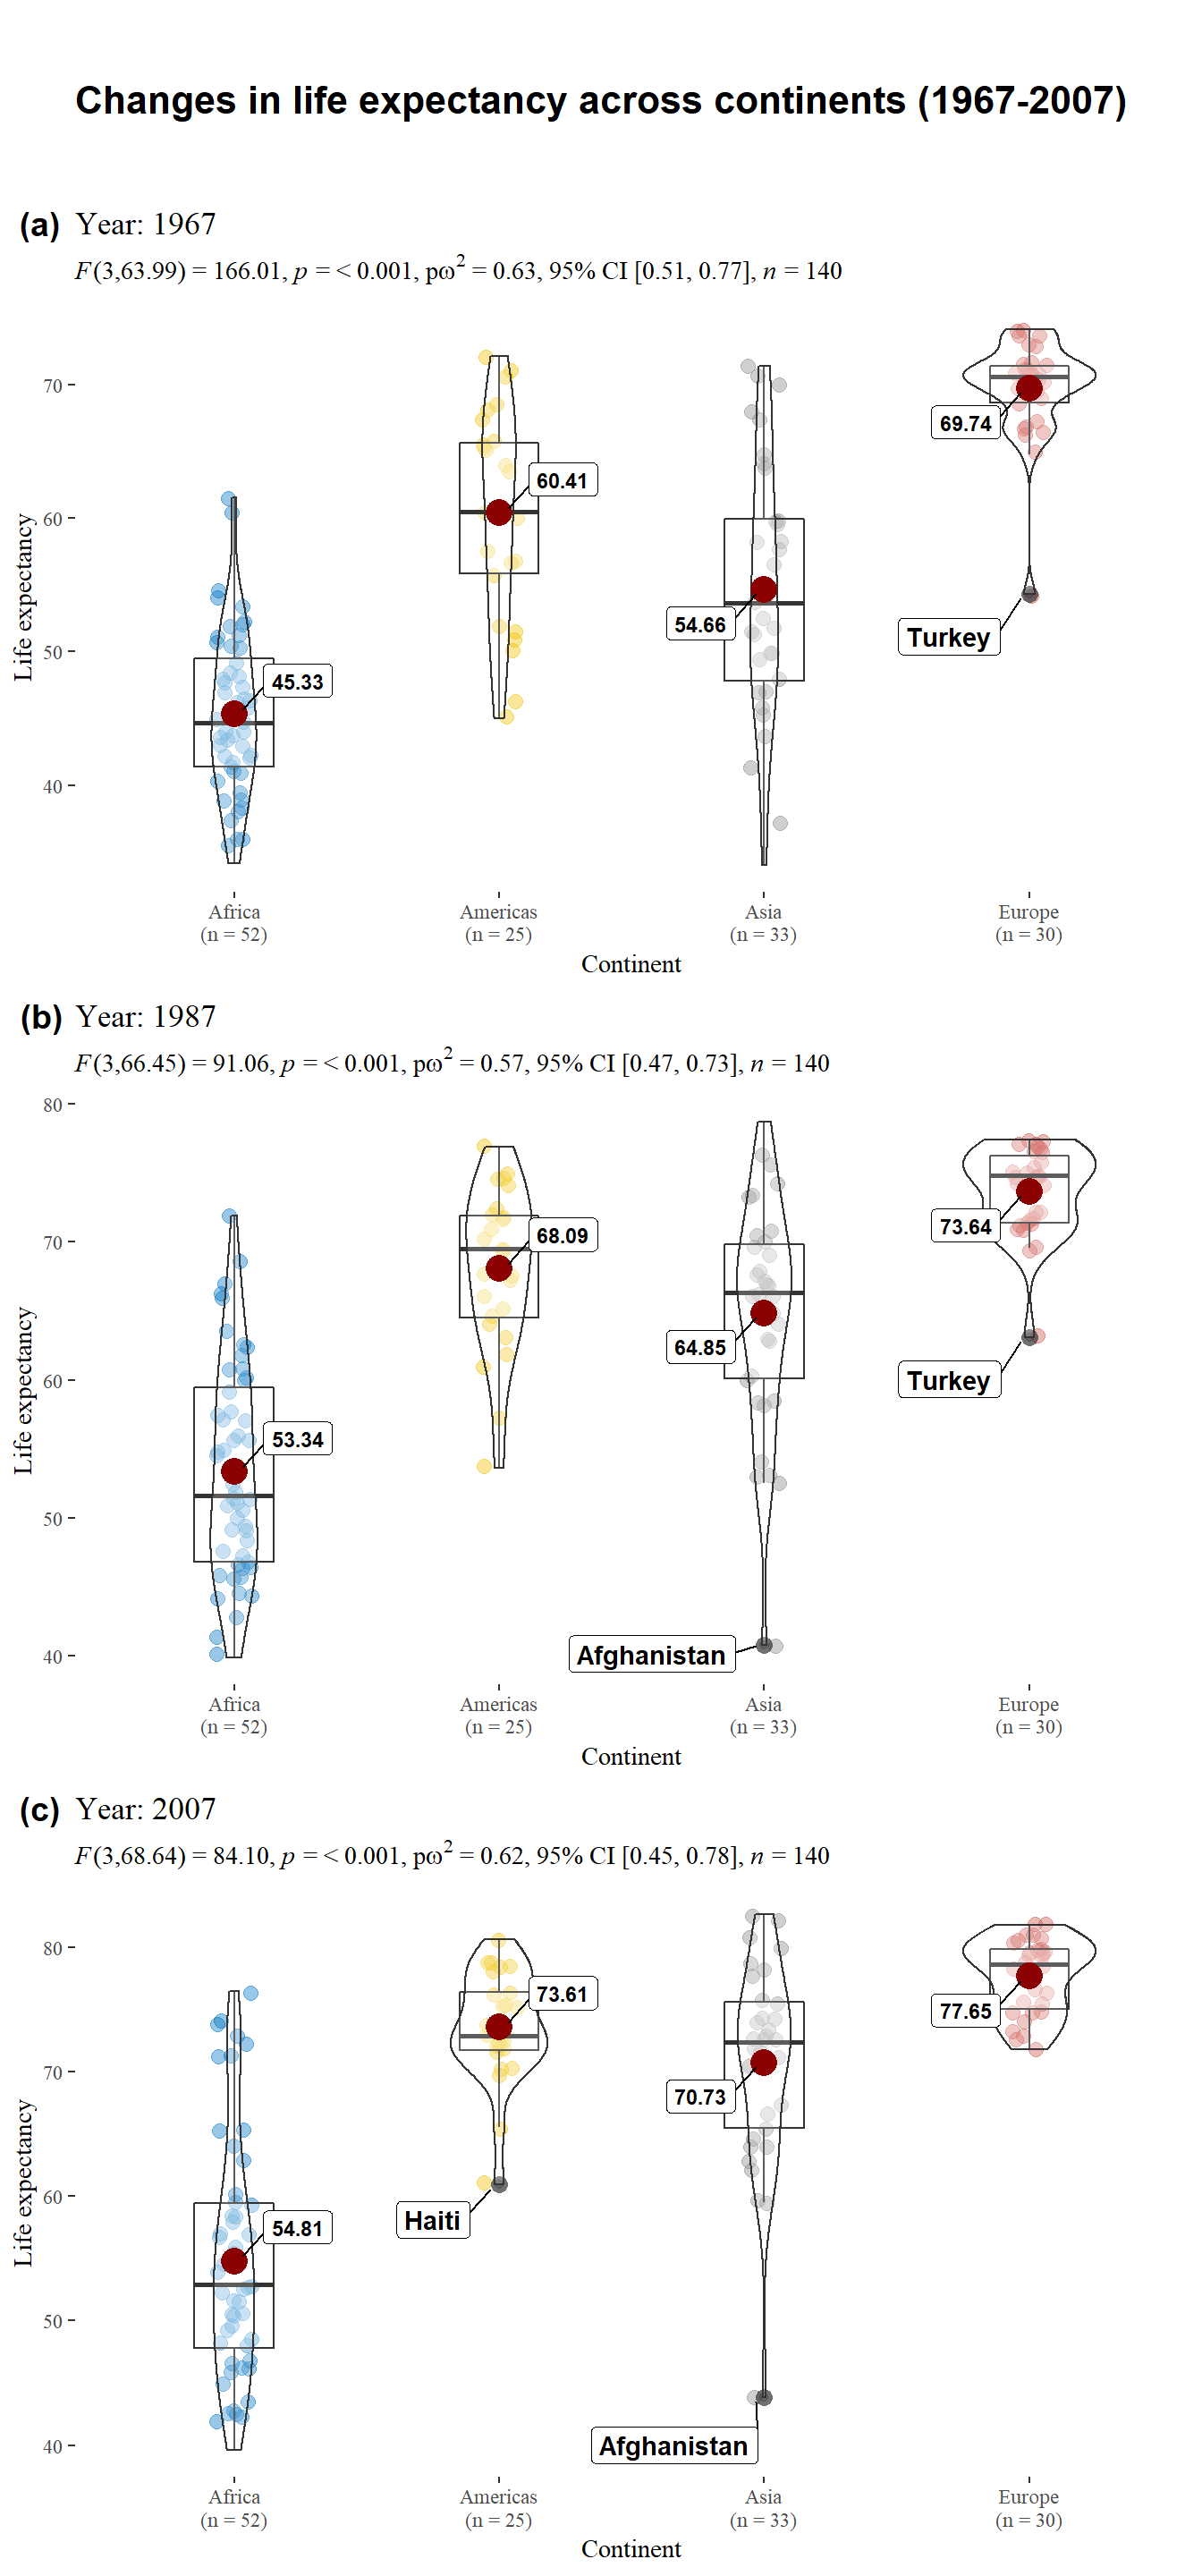 Changes in life expectancy across continents (1967-2007)
(a) Year: 1967
F(3,63.99) = 166.01, p = < 0.001, pω² = 0.63, 95% CI [0.51, 0.77], n = 140
Life expectancy
70
60
50
40
45.33
60.41
54.66
69.74
Turkey
Africa
(n = 52)
Americas
(n = 25)
Asia
(n = 33)
Europe
(n = 30)
Continent
(b) Year: 1987
F(3,66.45) = 91.06, p = < 0.001, pω² = 0.57, 95% CI [0.47, 0.73], n = 140
Life expectancy
80
70
60
50
40
53.34
68.09
64.85
73.64
Turkey
Afghanistan
Africa
(n = 52)
Americas
(n = 25)
Asia
(n = 33)
Europe
(n = 30)
Continent
(c) Year: 2007
F(3,68.64) = 84.10, p = < 0.001, pω² = 0.62, 95% CI [0.45, 0.78], n = 140
Life expectancy
80
70
60
50
40
54.81
73.61
70.73
77.65
Haiti
Afghanistan
Africa
(n = 52)
Americas
(n = 25)
Asia
(n = 33)
Europe
(n = 30)
Continent